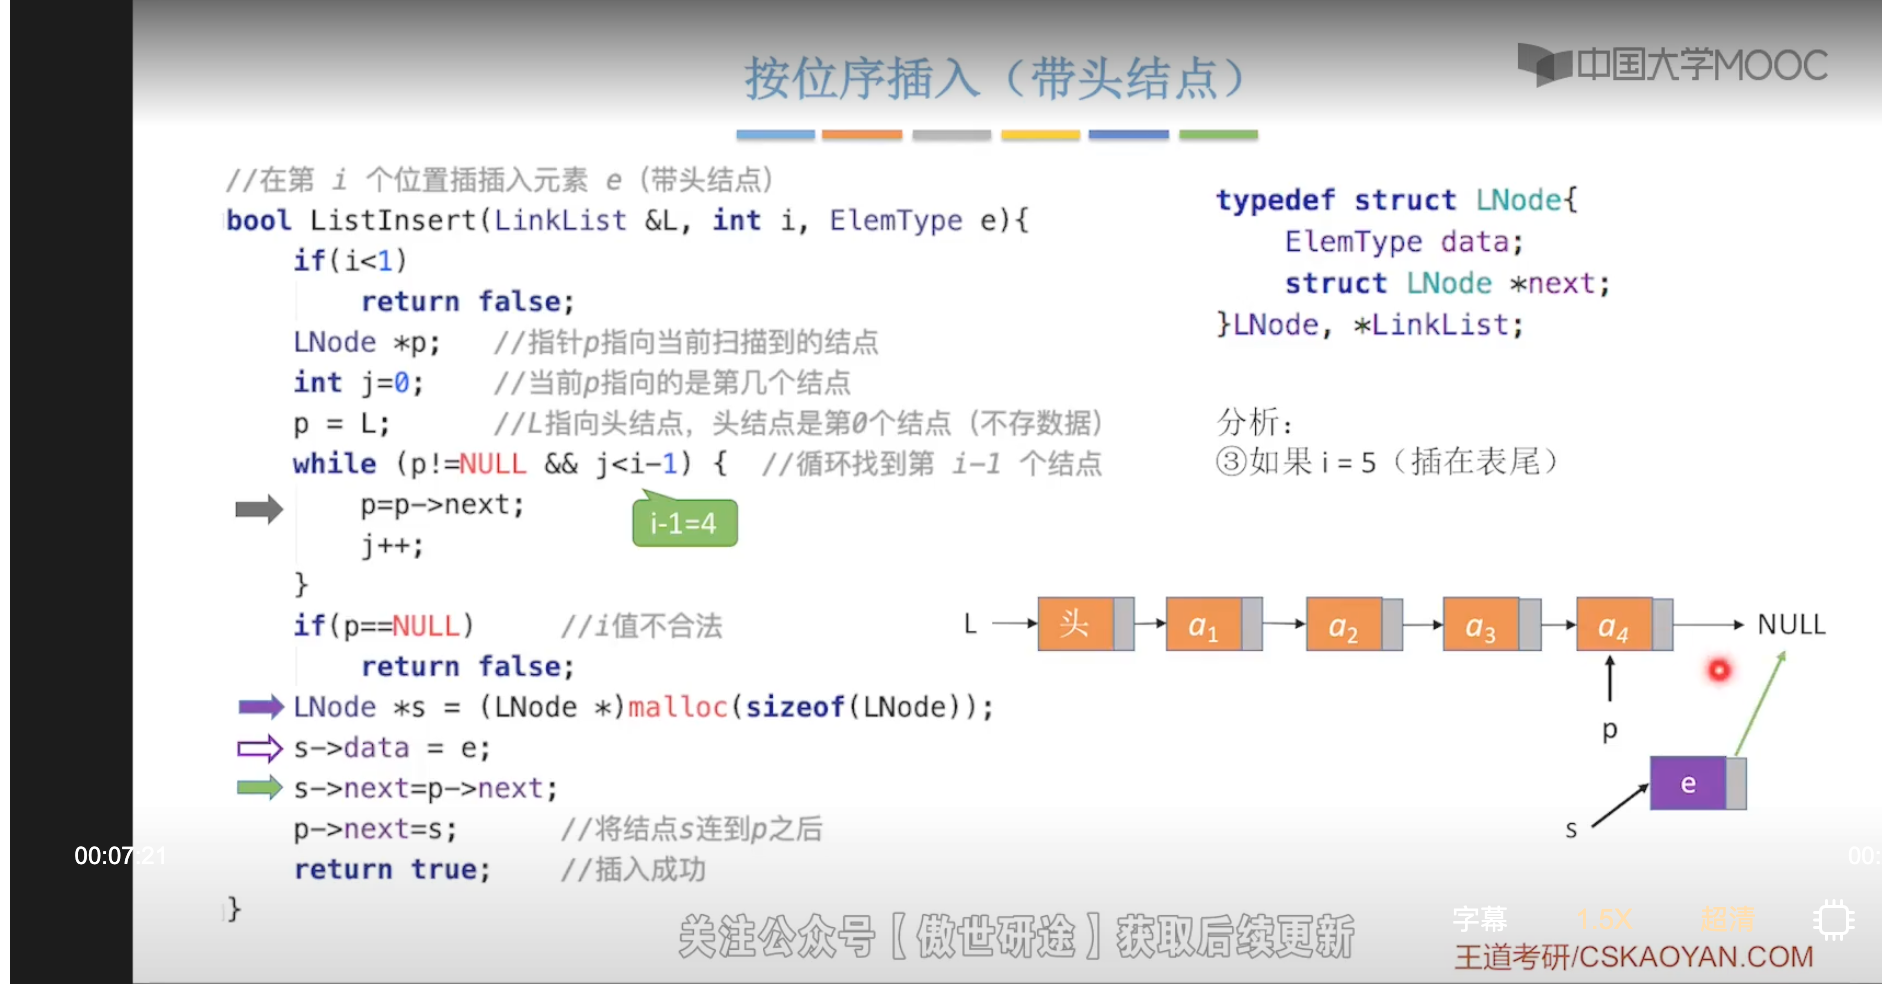 按位序插入（带头结点）
中国大学MOOC
//在第 i 个位置插插入元素 e（带头结点）
bool ListInsert(LinkList &L, int i, ElemType e){
if(i<1)
return false;
LNode *p; //指针p指向当前扫描到的结点
int j=0; //当前p指向的是第几个结点
p = L; //L指向头结点，头结点是第0个结点（不存数据）
while (p!=NULL && j<i-1) { //循环找到第 i-1 个结点
p=p->next;
i-1=4
j++;
}
if(p==NULL) //i值不合法
return false;
LNode *s = (LNode *)malloc(sizeof(LNode));
s->data = e;
s->next=p->next;
p->next=s; //将结点s连到p之后
return true; //插入成功
}
typedef struct LNode{
ElemType data;
struct LNode *next;
}LNode, *LinkList;
分析：
③如果 i = 5（插在表尾）
L 头 a1 a2 a3 a4 NULL
p
e
s
00:07:21
00:
字幕 1.5X 超清
关注公众号【傲世研途】获取后续更新
王道考研/CSKAOYAN.COM